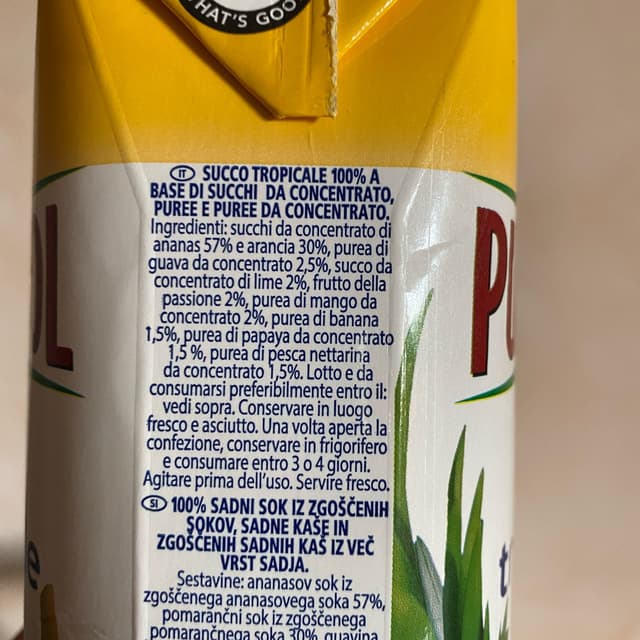 THAT'S GOO
IT SUCCO TROPICALE 100% A
BASE DI SUCCHI DA CONCENTRATO,
PUREE E PUREE DA CONCENTRATO.
Ingredienti: succhi da concentrato di
ananas 57% e arancia 30%, purea di
guava da concentrato 2,5%, succo da
concentrato di lime 2%, frutto della
passione 2%, purea di mango da
concentrato 2%, purea di banana
1,5%, purea di papaya da concentrato
1,5 %, purea di pesca nettarina
da concentrato 1,5%. Lotto e da
consumarsi preferibilmente entro il:
vedi sopra. Conservare in luogo
fresco e asciutto. Una volta aperta la
confezione, conservare in frigorifero
e consumare entro 3 o 4 giorni.
Agitare prima dell'uso. Servire fresco.
SI 100% SADNI SOK IZ ZGOŠČENIH
SOKOV, SADNE KAŠE IN
ZGOŠČENIH SADNIH KAŠ IZ VEČ
VRST SADJA.
Sestavine: ananasov sok iz
zgoščenega ananasovega soka 57%,
pomarančni sok iz zgoščenega
pomarančnega soka 30%, guavina
OL
e
PU
t